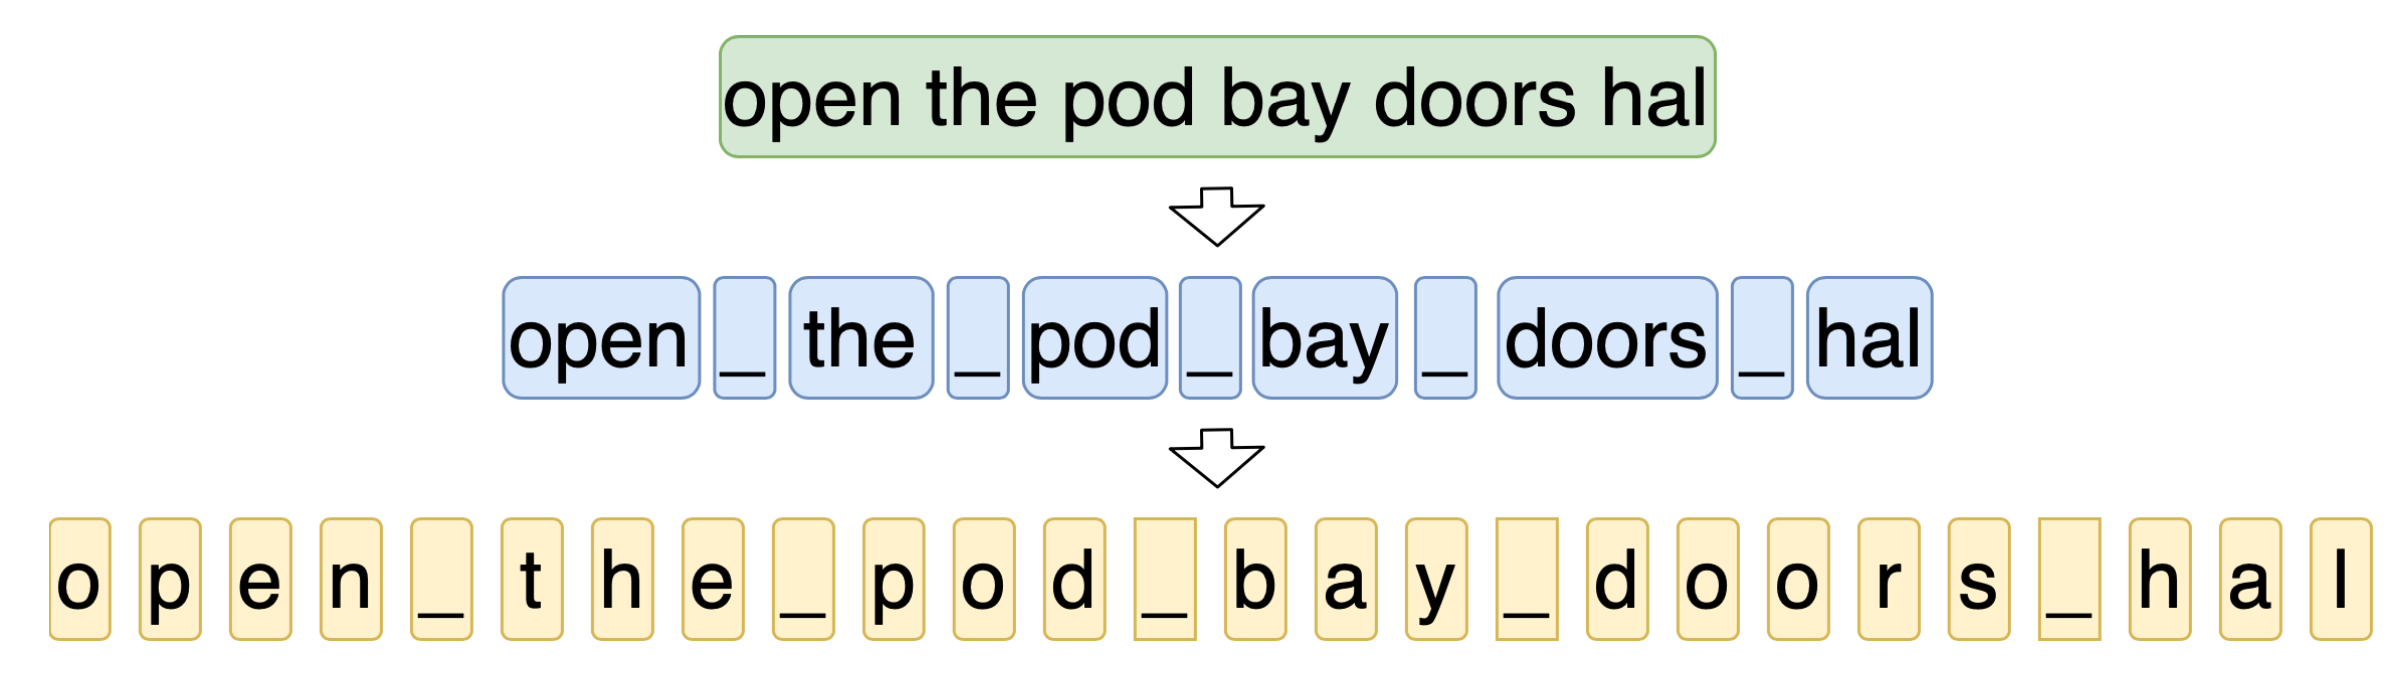 open the pod bay doors hal
open _ the _ pod _ bay _ doors _ hal
o p e n _ t h e _ p o d _ b a y _ d o o r s _ h a l